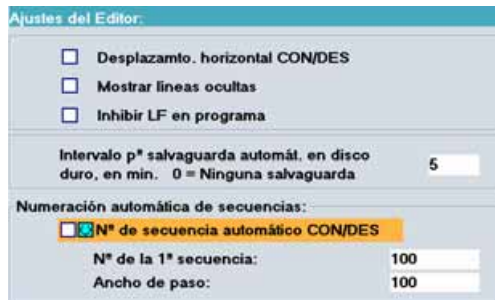 Ajustes del Editor:
Desplazamto. horizontal CON/DES
Mostrar líneas ocultas
Inhibir LF en programa
Intervalo pª salvaguarda automát. en disco
duro, en min.   0 = Ninguna salvaguarda   5
Numeración automática de secuencias:
Nª de secuencia automático CON/DES
Nª de la 1ª secuencia:   100
Ancho de paso:   100